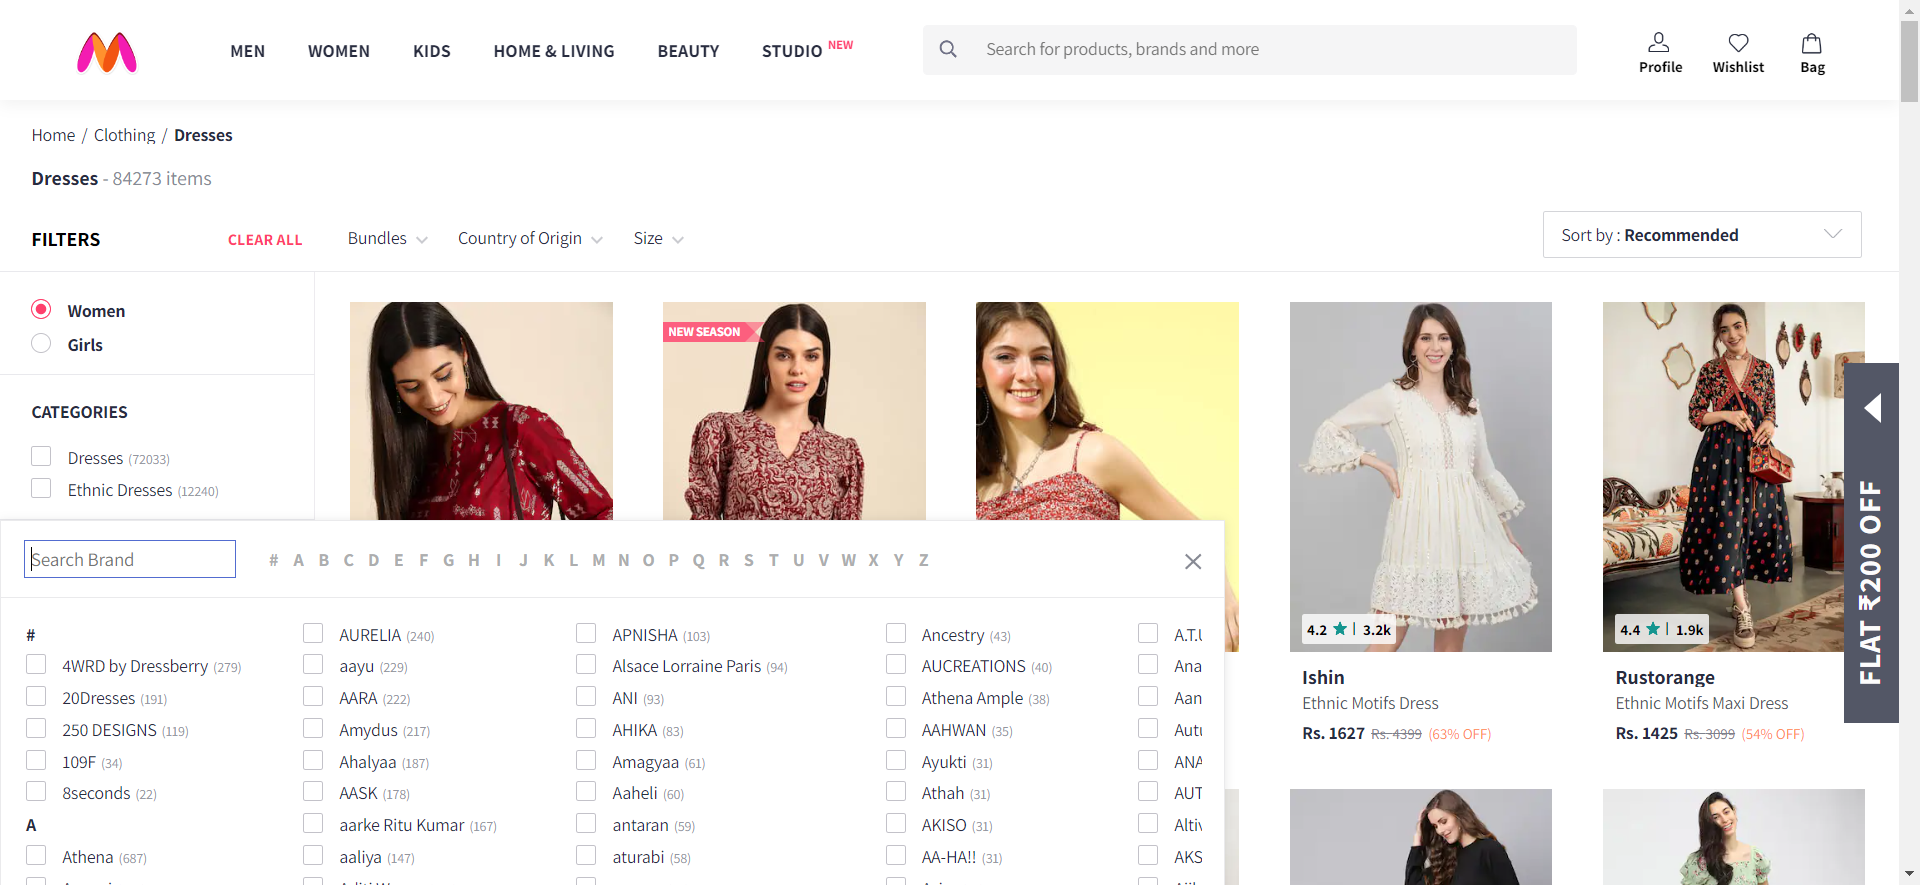 MEN WOMEN KIDS HOME & LIVING BEAUTY STUDIO NEW
Search for products, brands and more
Profile Wishlist Bag
Home / Clothing / Dresses
Dresses - 84273 items
FILTERS CLEAR ALL
Bundles Country of Origin Size
Sort by : Recommended
Women
Girls
CATEGORIES
Dresses (72033)
Ethnic Dresses (12240)
NEW SEASON
Search Brand
# A B C D E F G H I J K L M N O P Q R S T U V W X Y Z
#
4WRD by Dressberry (279)
20Dresses (191)
250 DESIGNS (119)
109F (34)
8seconds (22)
A
Athena (687)
AURELIA (240)
aayu (229)
AARA (222)
Amydus (217)
Ahalyaa (187)
AASK (178)
aarke Ritu Kumar (167)
aaliya (147)
APNISHA (103)
Alsace Lorraine Paris (94)
ANI (93)
AHIKA (83)
Amagyaa (61)
Aaheli (60)
antaran (59)
aturabi (58)
Ancestry (43)
AUCREATIONS (40)
Athena Ample (38)
AAHWAN (35)
Ayukti (31)
Athah (31)
AKISO (31)
AA-HA!! (31)
A.T.U
Ana
Aan
Autu
ANA
AUT
Altiv
AKS
4.2 | 3.2k
Ishin
Ethnic Motifs Dress
Rs. 1627 Rs. 4399 (63% OFF)
4.4 | 1.9k
Rustorange
Ethnic Motifs Maxi Dress
Rs. 1425 Rs. 3099 (54% OFF)
FLAT ₹200 OFF